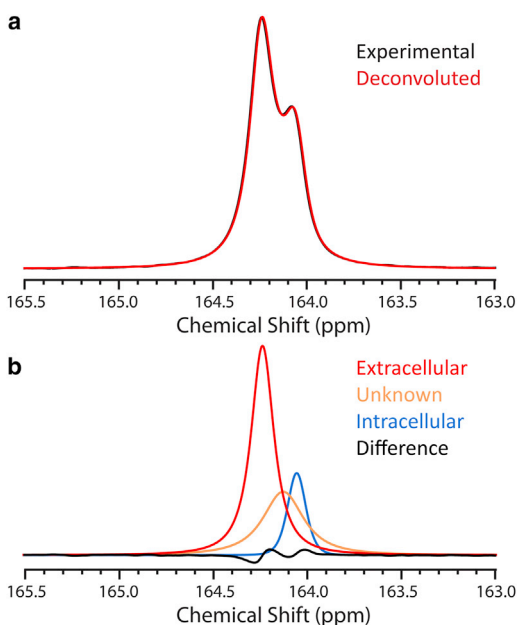 a
Experimental
Deconvoluted
165.5 165.0 164.5 164.0 163.5 163.0
Chemical Shift (ppm)
b
Extracellular
Unknown
Intracellular
Difference
165.5 165.0 164.5 164.0 163.5 163.0
Chemical Shift (ppm)